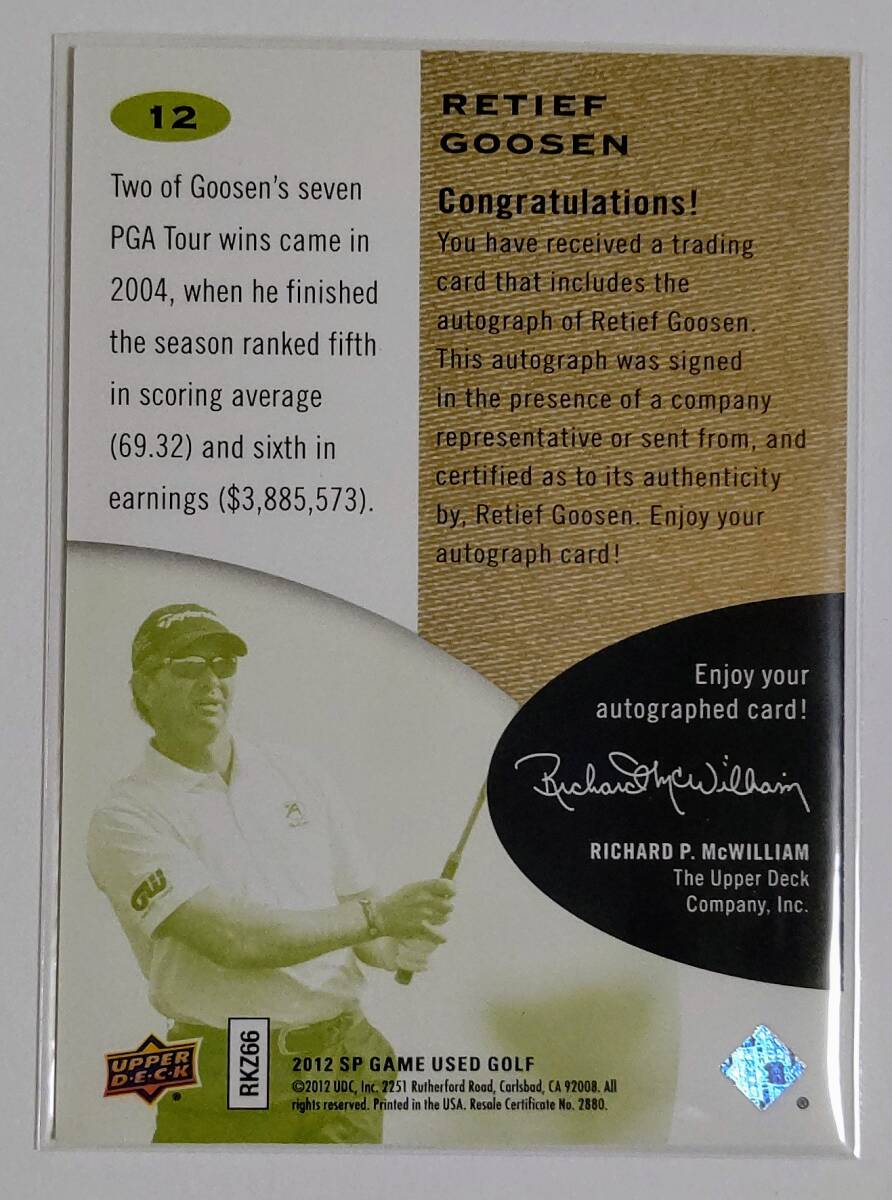 12
Two of Goosen's seven
PGA Tour wins came in
2004, when he finished
the season ranked fifth
in scoring average
(69.32) and sixth in
earnings ($3,885,573).
RETIEF
GOOSEN
Congratulations!
You have received a trading
card that includes the
autograph of Retief Goosen.
This autograph was signed
in the presence of a company
representative or sent from, and
certified as to its authenticity
by, Retief Goosen. Enjoy your
autograph card!
Enjoy your
autographed card!
Richard McWilliam
RICHARD P. McWILLIAM
The Upper Deck
Company, Inc.
TaylorMade
GW
UPPER
D·E·C·K
®
RKZ66
2012 SP GAME USED GOLF
©2012 UDC, Inc. 2251 Rutherford Road, Carlsbad, CA 92008. All
rights reserved. Printed in the USA. Resale Certificate No. 2880.
®